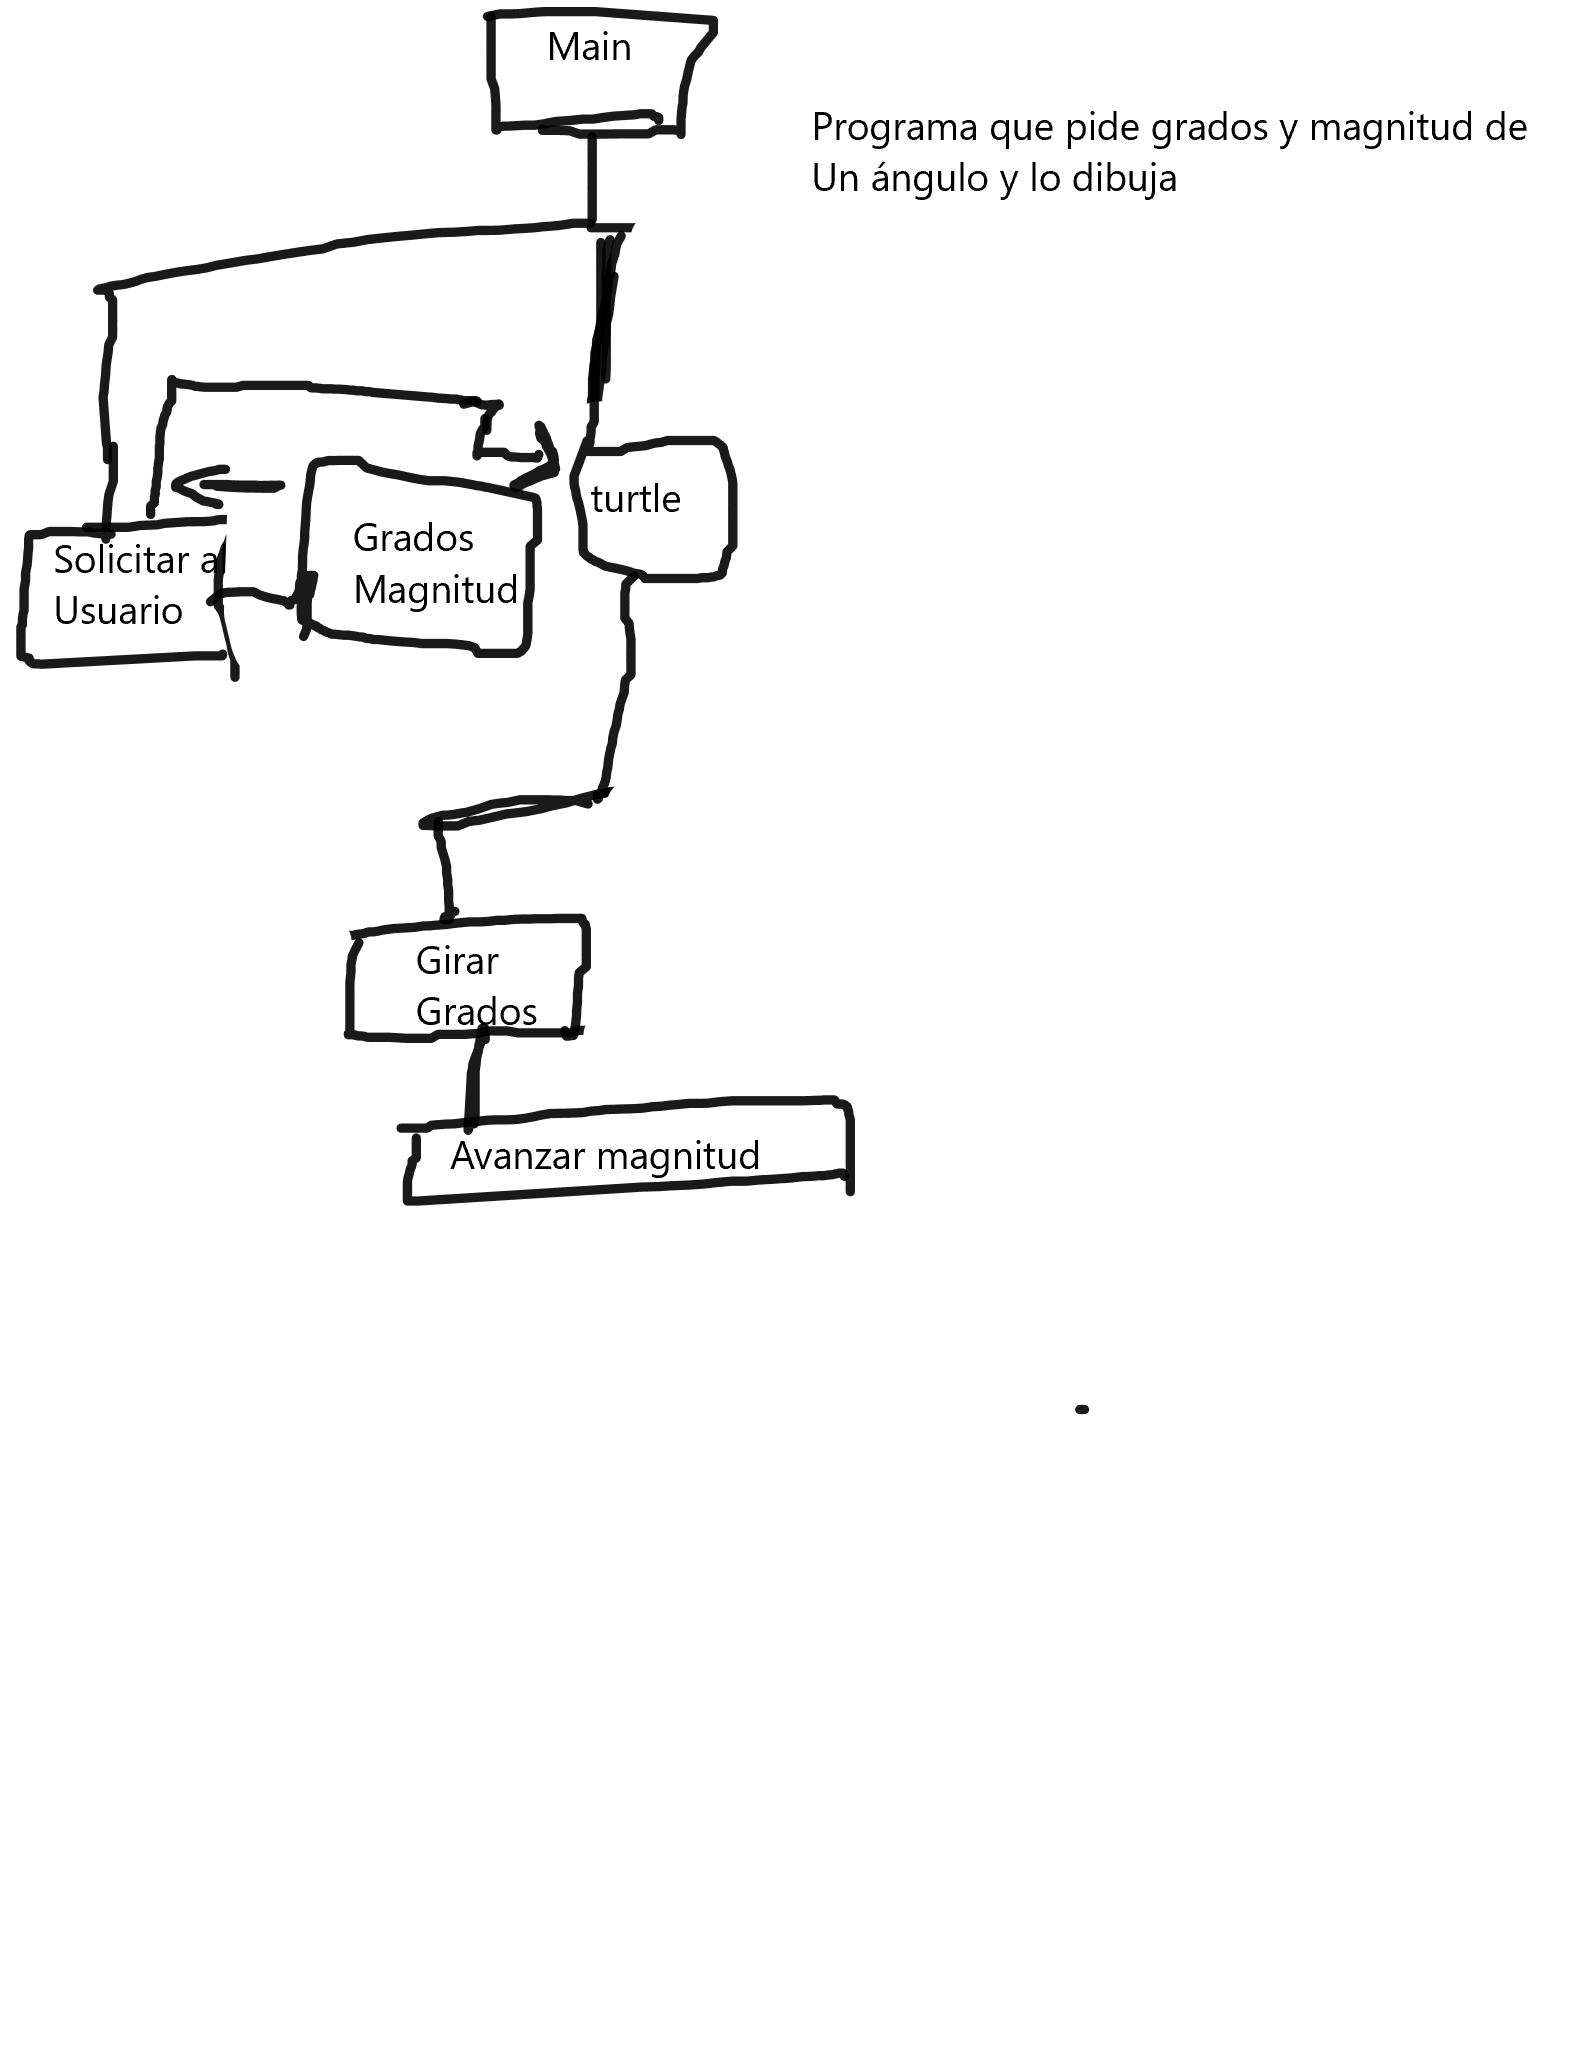 Main
Programa que pide grados y magnitud de
Un ángulo y lo dibuja
turtle
Grados
Magnitud
Solicitar al
Usuario
Girar
Grados
Avanzar magnitud